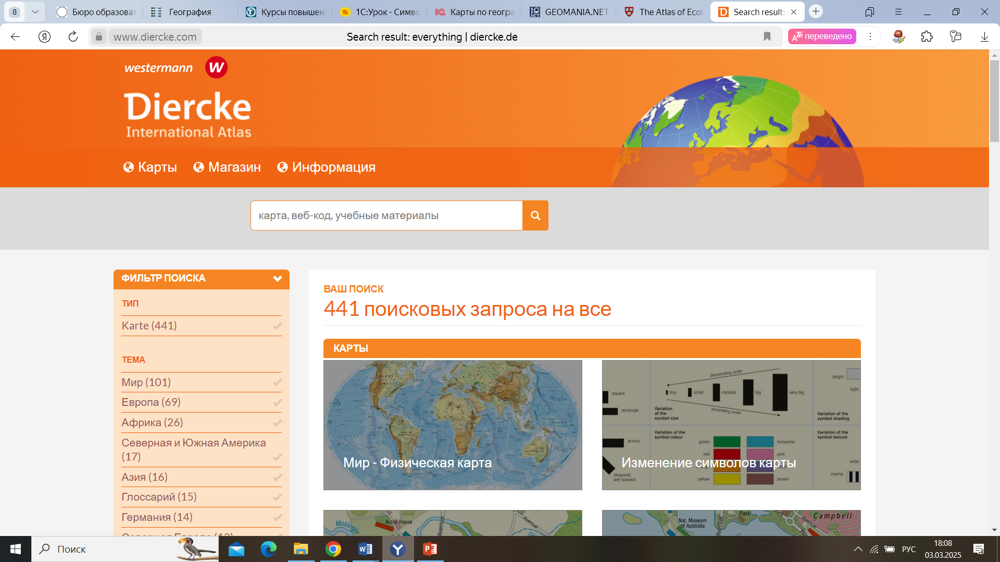 8
Бюро образоват
География
Курсы повышен
1С:Урок - Симво
Карты по геогра
GEOMANIA.NET
The Atlas of Econ
Search result:
www.diercke.com
Search result: everything | diercke.de
переведено
westermann W
Diercke
International Atlas
Карты
Магазин
Информация
карта, веб-код, учебные материалы
ФИЛЬТР ПОИСКА
ТИП
Karte (441)
ТЕМА
Мир (101)
Европа (69)
Африка (26)
Северная и Южная Америка
(17)
Азия (16)
Глоссарий (15)
Германия (14)
Северная Европа (13)
ВАШ ПОИСК
441 поисковых запроса на все
КАРТЫ
Мир - Физическая карта
descending order
bright
square
tiny
small
midsize
big
very big
light
rectangle
ascending order
Variation
of the
symbol size
Variation of the
symbol shading
Variation of the
symbol colour
Variation of the
symbol texture
across
green
turquoise
red
pink
wide
Изменение символов карты
diagonal,
left-slanted
yellow
brown
coarse
Molonglo
Acton House
Avenue
Avenue
Nat. Museum
of Australia
Avenue
Park
Avenue
Campbell
Поиск
РУС
18:08
03.03.2025